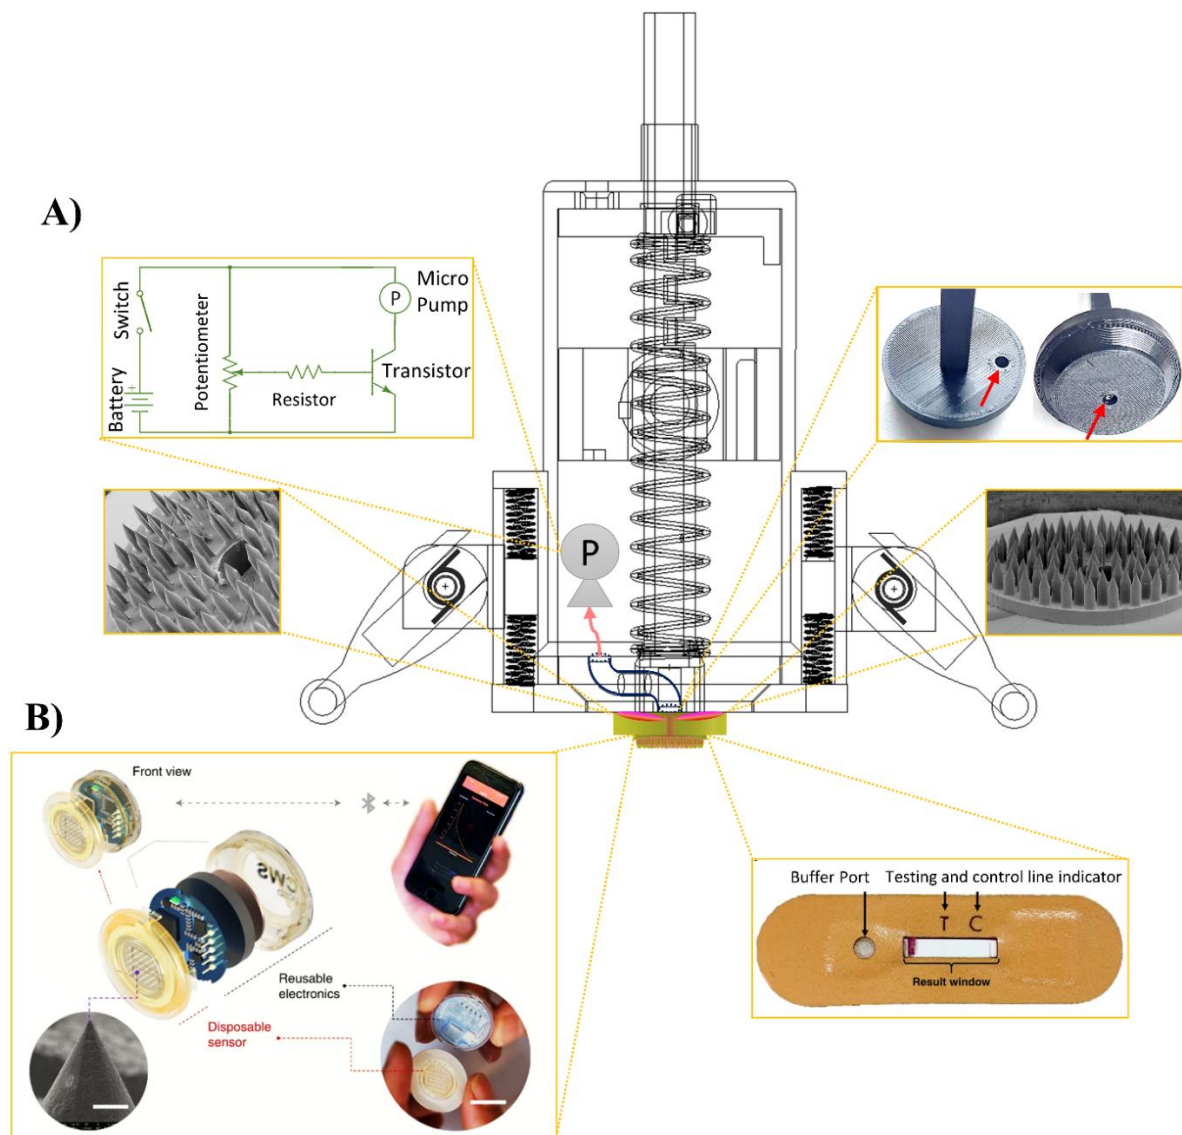 A)
Micro
Pump
P
Switch
Potentiometer
Transistor
Resistor
Battery
+
P
B)
Front view
CWS
Reusable
electronics
Disposable
sensor
Buffer Port
Testing and control line indicator
T C
Result window